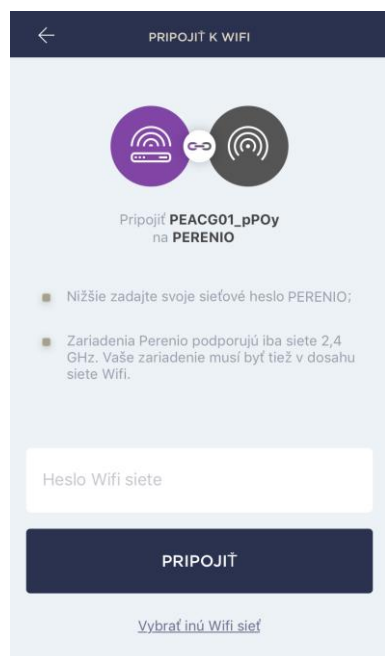 PRIPOJIŤ K WIFI
Pripojiť PEACG01_pPOy
na PERENIO
Nižšie zadajte svoje sieťové heslo PERENIO;
Zariadenia Perenio podporujú iba siete 2,4
GHz. Vaše zariadenie musí byť tiež v dosahu
siete Wifi.
Heslo Wifi siete
PRIPOJIŤ
Vybrať inú Wifi sieť